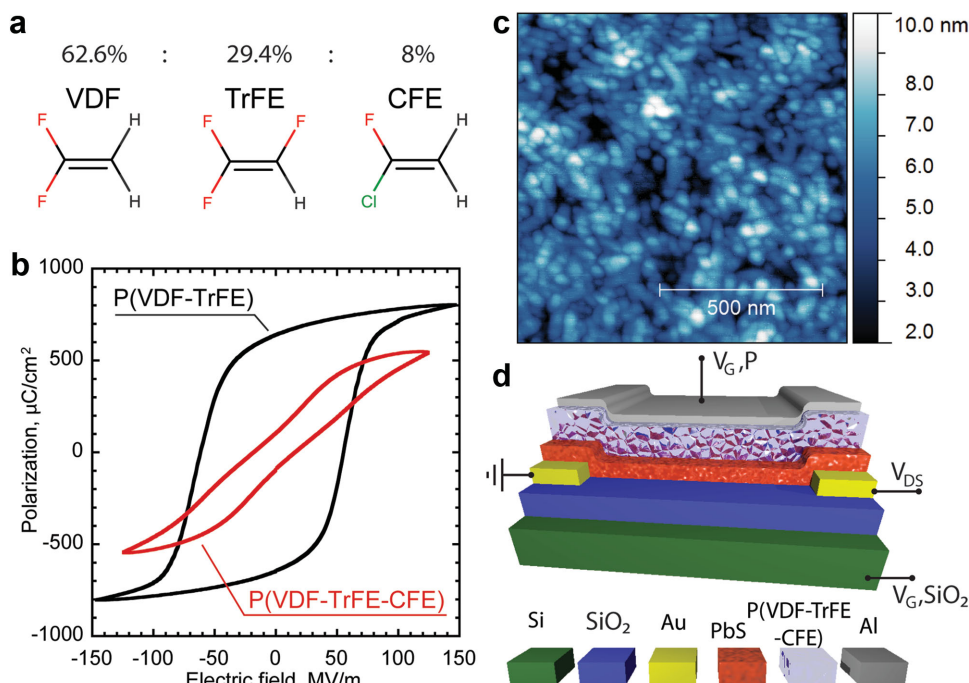 a
62.6% : 29.4% : 8%
VDF TrFE CFE
F H F F F H
F H F H Cl H
b
1000
500
0
-500
-1000
Polarization, µC/cm²
P(VDF-TrFE)
P(VDF-TrFE-CFE)
-150 -100 -50 0 50 100 150
Electric field, MV/m
c
500 nm
10.0 nm
8.0
7.0
6.0
5.0
4.0
3.0
2.0
d
V_G,P
V_DS
V_G,SiO₂
Si SiO₂ Au PbS P(VDF-TrFE
-CFE) Al